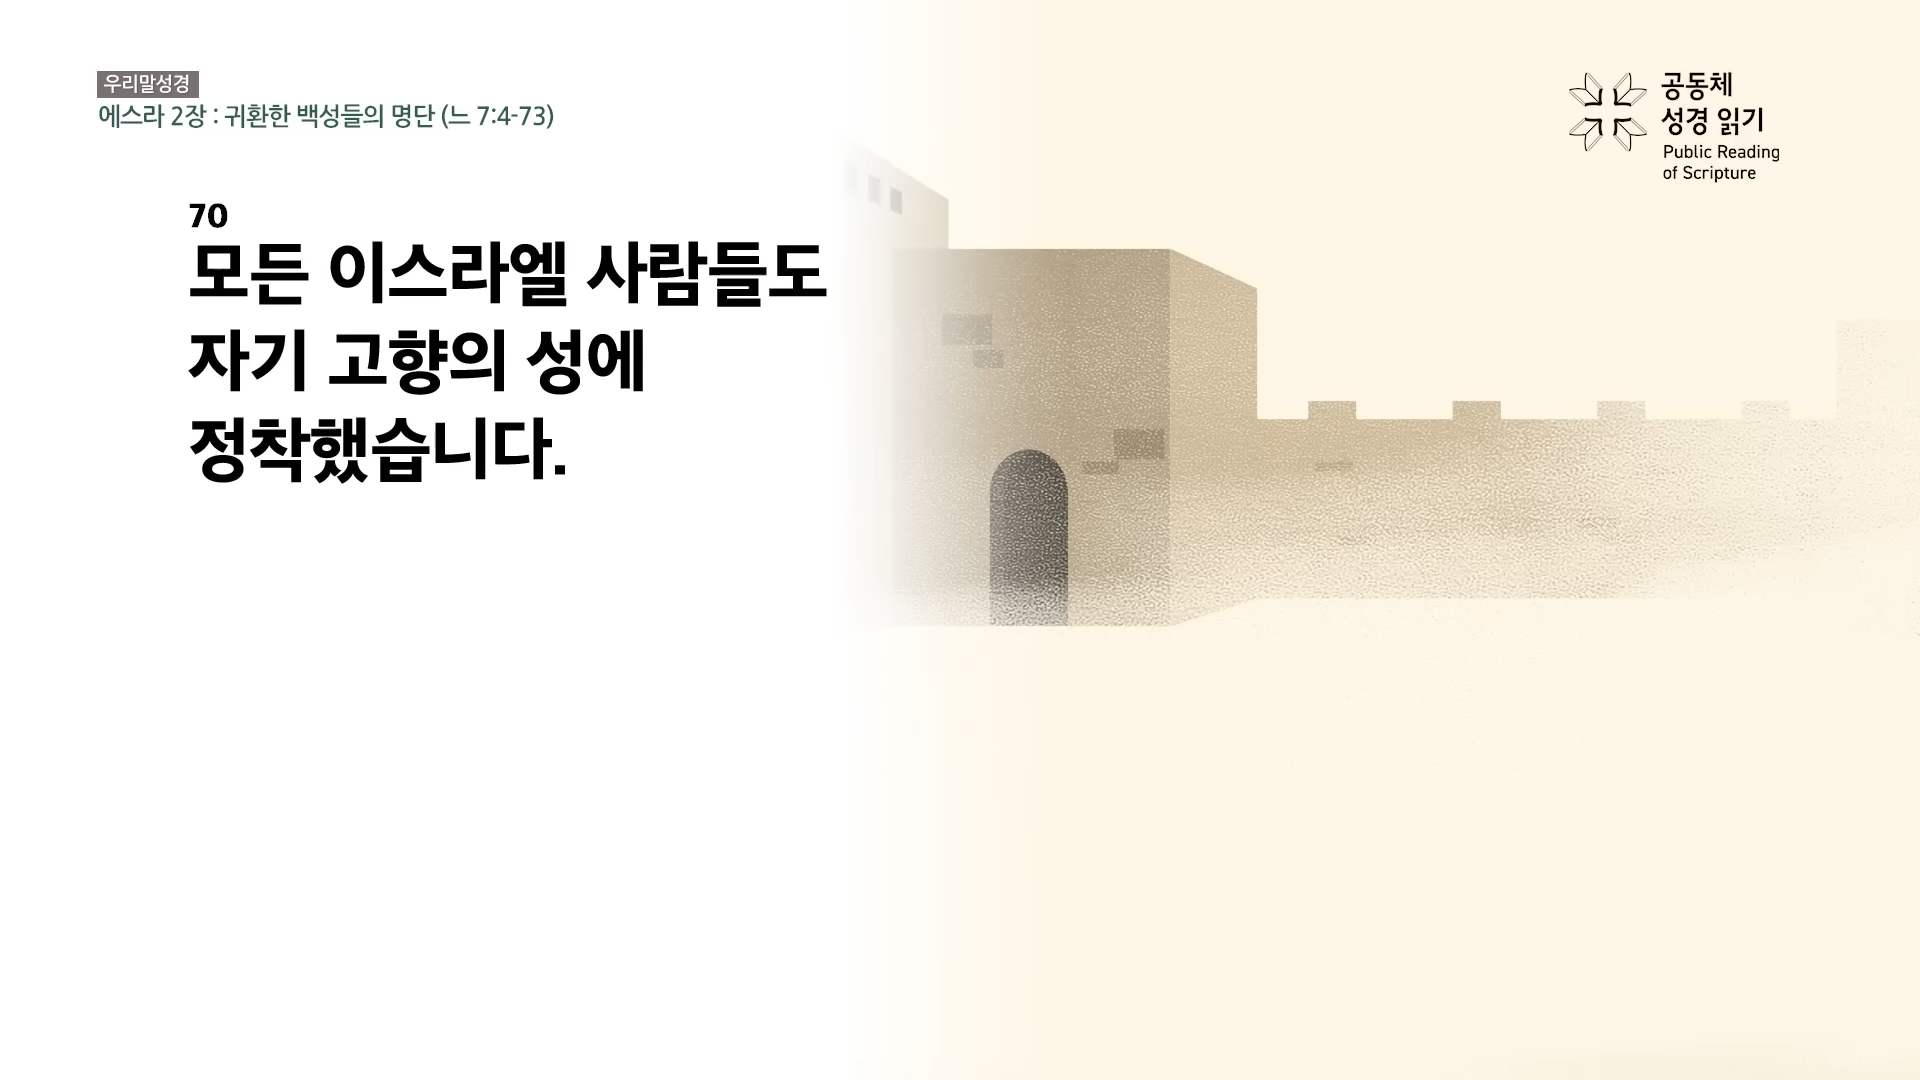 우리말성경
에스라 2장 : 귀환한 백성들의 명단 (느 7:4-73)
공동체
성경 읽기
Public Reading
of Scripture
70
모든 이스라엘 사람들도
자기 고향의 성에
정착했습니다.